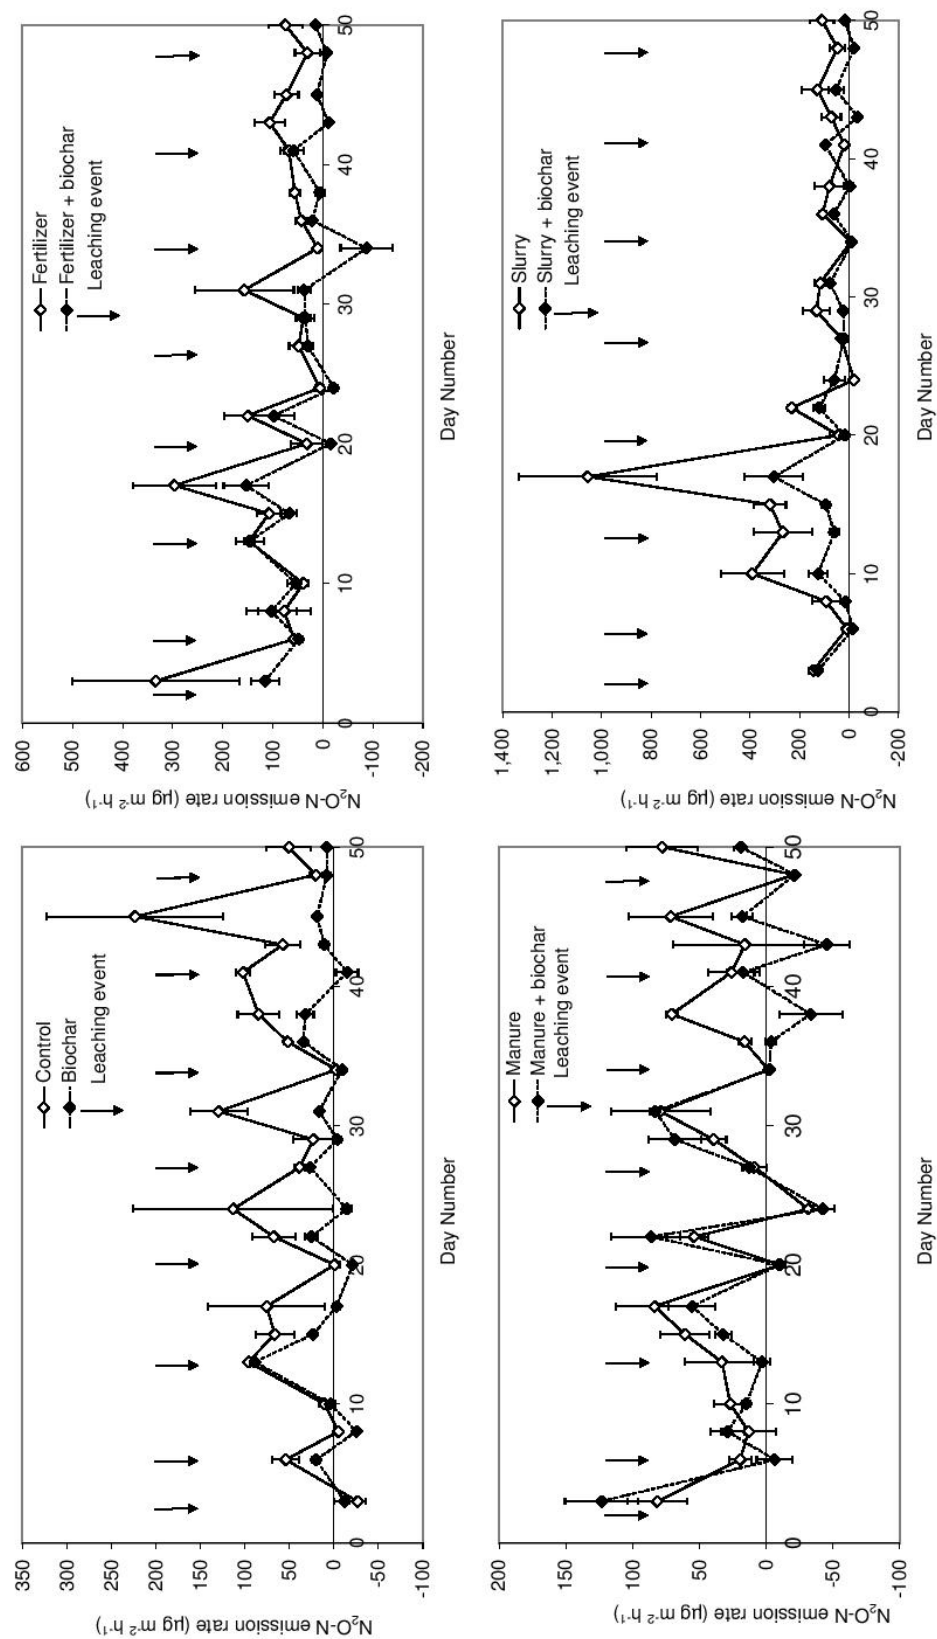 Control
Biochar
Leaching event
350
300
250
200
150
100
50
0
-50
-100
0
10
20
30
40
50
N₂O-N emission rate (µg m⁻² h⁻¹)
Day Number
Fertilizer
Fertilizer + biochar
Leaching event
600
500
400
300
200
100
0
-100
-200
0
10
20
30
40
50
N₂O-N emission rate (µg m⁻² h⁻¹)
Day Number
Manure
Manure + biochar
Leaching event
200
150
100
50
0
-50
-100
0
10
20
30
40
50
N₂O-N emission rate (µg m⁻² h⁻¹)
Day Number
Slurry
Slurry + biochar
Leaching event
1,400
1,200
1,000
800
600
400
200
0
-200
0
10
20
30
40
50
N₂O-N emission rate (µg m⁻² h⁻¹)
Day Number